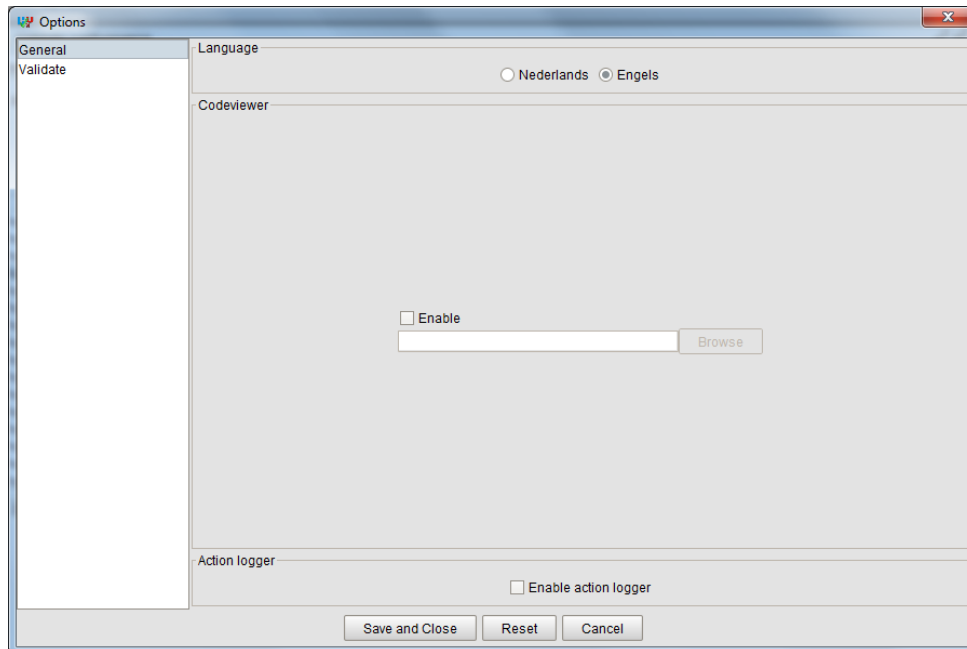 Options
General
Validate
Language
Nederlands Engels
Codeviewer
Enable
Browse
Action logger
Enable action logger
Save and Close Reset Cancel